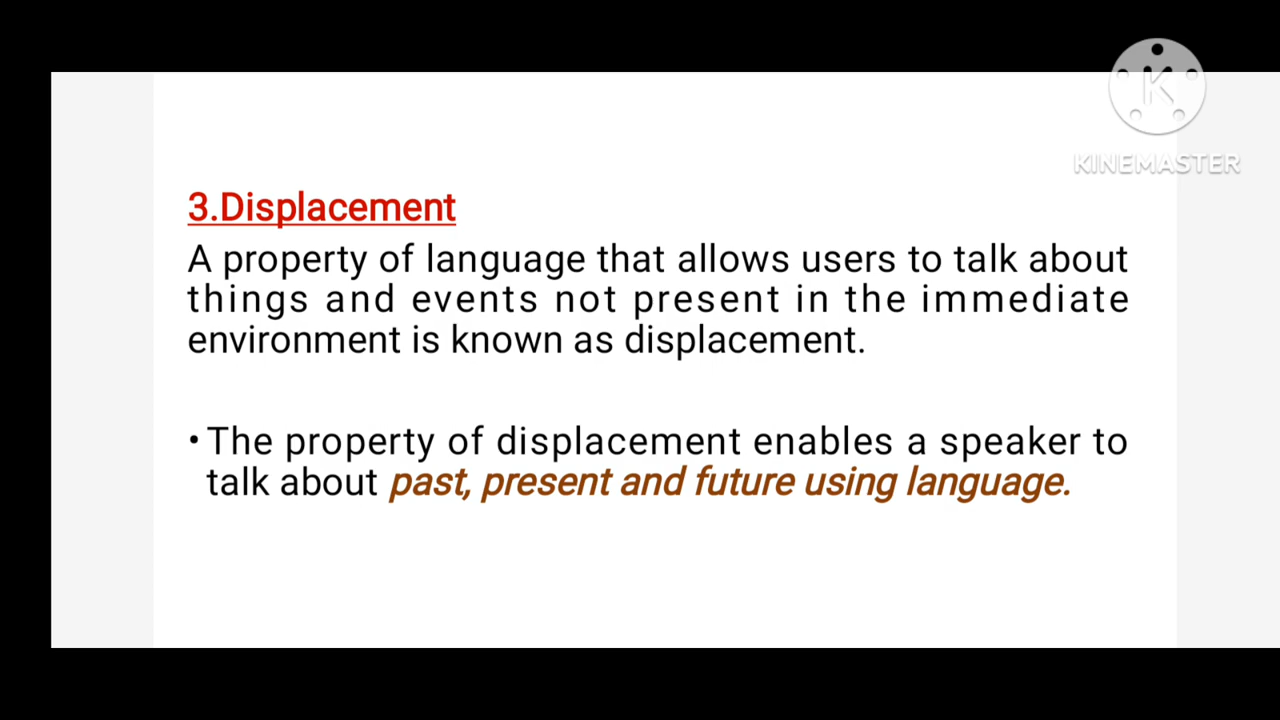 K
KINEMASTER
3.Displacement
A property of language that allows users to talk about
things and events not present in the immediate
environment is known as displacement.
• The property of displacement enables a speaker to
talk about past, present and future using language.